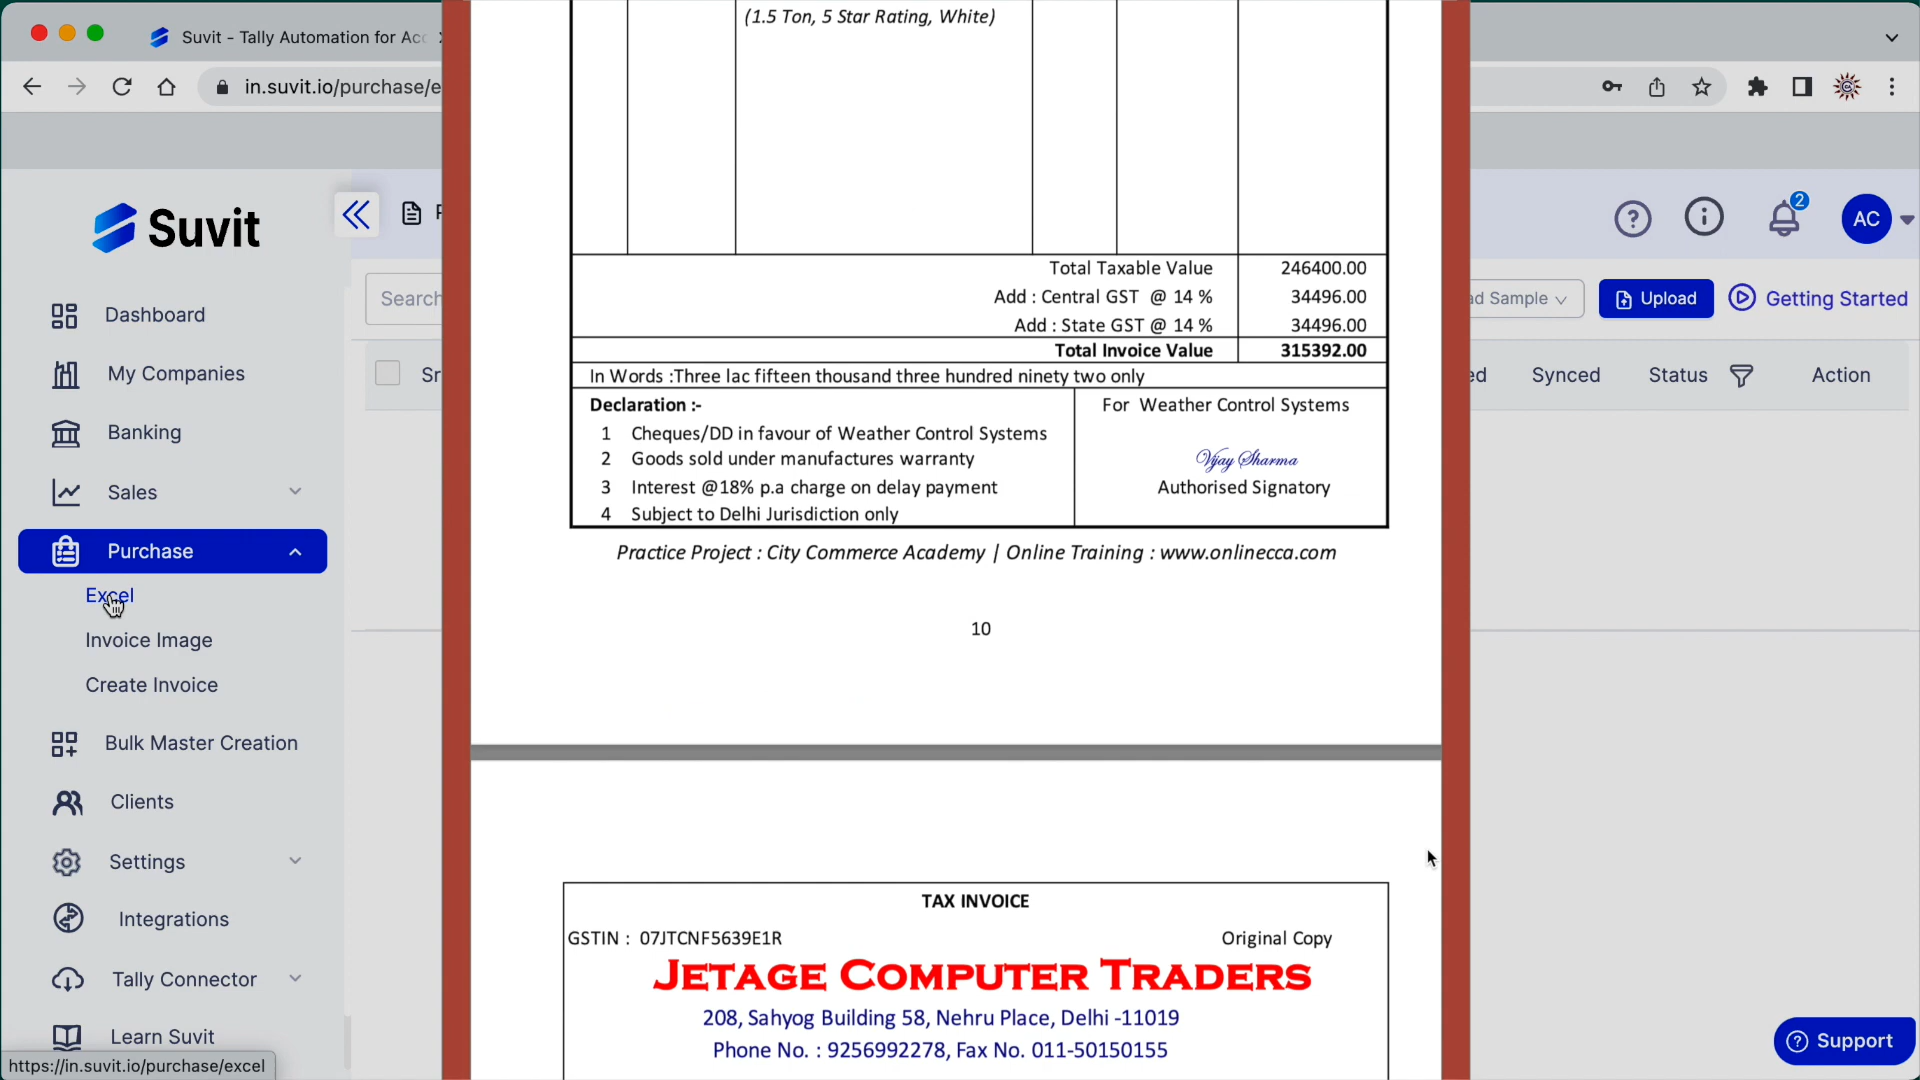 Suvit - Tally Automation for Acc
in.suvit.io/purchase/e
Suvit
2
AC
Search
ad Sample
Upload
Getting Started
Sr
ed
Synced
Status
Action
Dashboard
My Companies
Banking
Sales
Purchase
Excel
Invoice Image
Create Invoice
Bulk Master Creation
Clients
Settings
Integrations
Tally Connector
Learn Suvit
https://in.suvit.io/purchase/excel
Support
(1.5 Ton, 5 Star Rating, White)
Total Taxable Value 246400.00
Add : Central GST @ 14 % 34496.00
Add : State GST @ 14 % 34496.00
Total Invoice Value 315392.00
In Words :Three lac fifteen thousand three hundred ninety two only
Declaration :-
1 Cheques/DD in favour of Weather Control Systems
2 Goods sold under manufactures warranty
3 Interest @18% p.a charge on delay payment
4 Subject to Delhi Jurisdiction only
For Weather Control Systems
Vijay Sharma
Authorised Signatory
Practice Project : City Commerce Academy | Online Training : www.onlinecca.com
10
TAX INVOICE
GSTIN : 07JTCNF5639E1R Original Copy
JETAGE COMPUTER TRADERS
208, Sahyog Building 58, Nehru Place, Delhi -11019
Phone No. : 9256992278, Fax No. 011-50150155